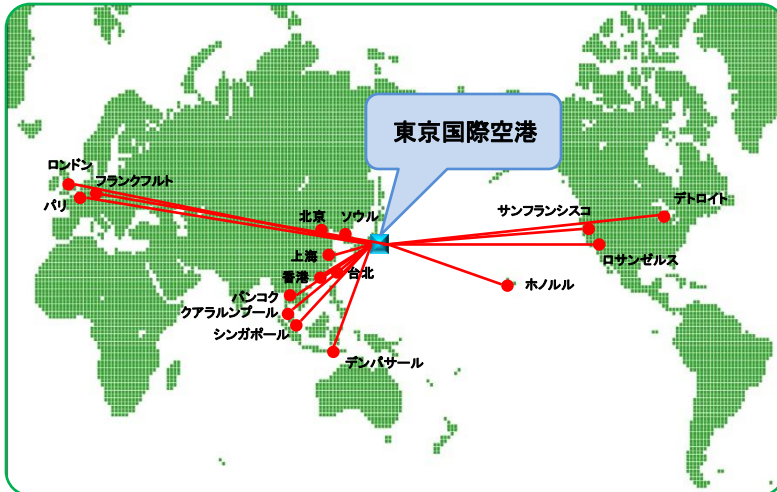 東京国際空港
ロンドン
フランクフルト
パリ
北京
ソウル
上海
香港
台北
バンコク
クアラルンプール
シンガポール
デンパサール
サンフランシスコ
デトロイト
ロサンゼルス
ホノルル